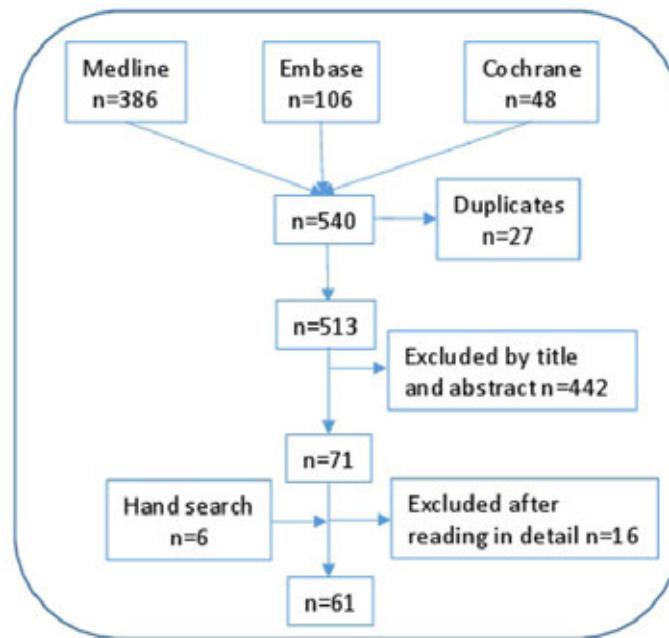 Medline
n=386
Embase
n=106
Cochrane
n=48
n=540
Duplicates
n=27
n=513
Excluded by title
and abstract n=442
n=71
Hand search
n=6
Excluded after
reading in detail n=16
n=61